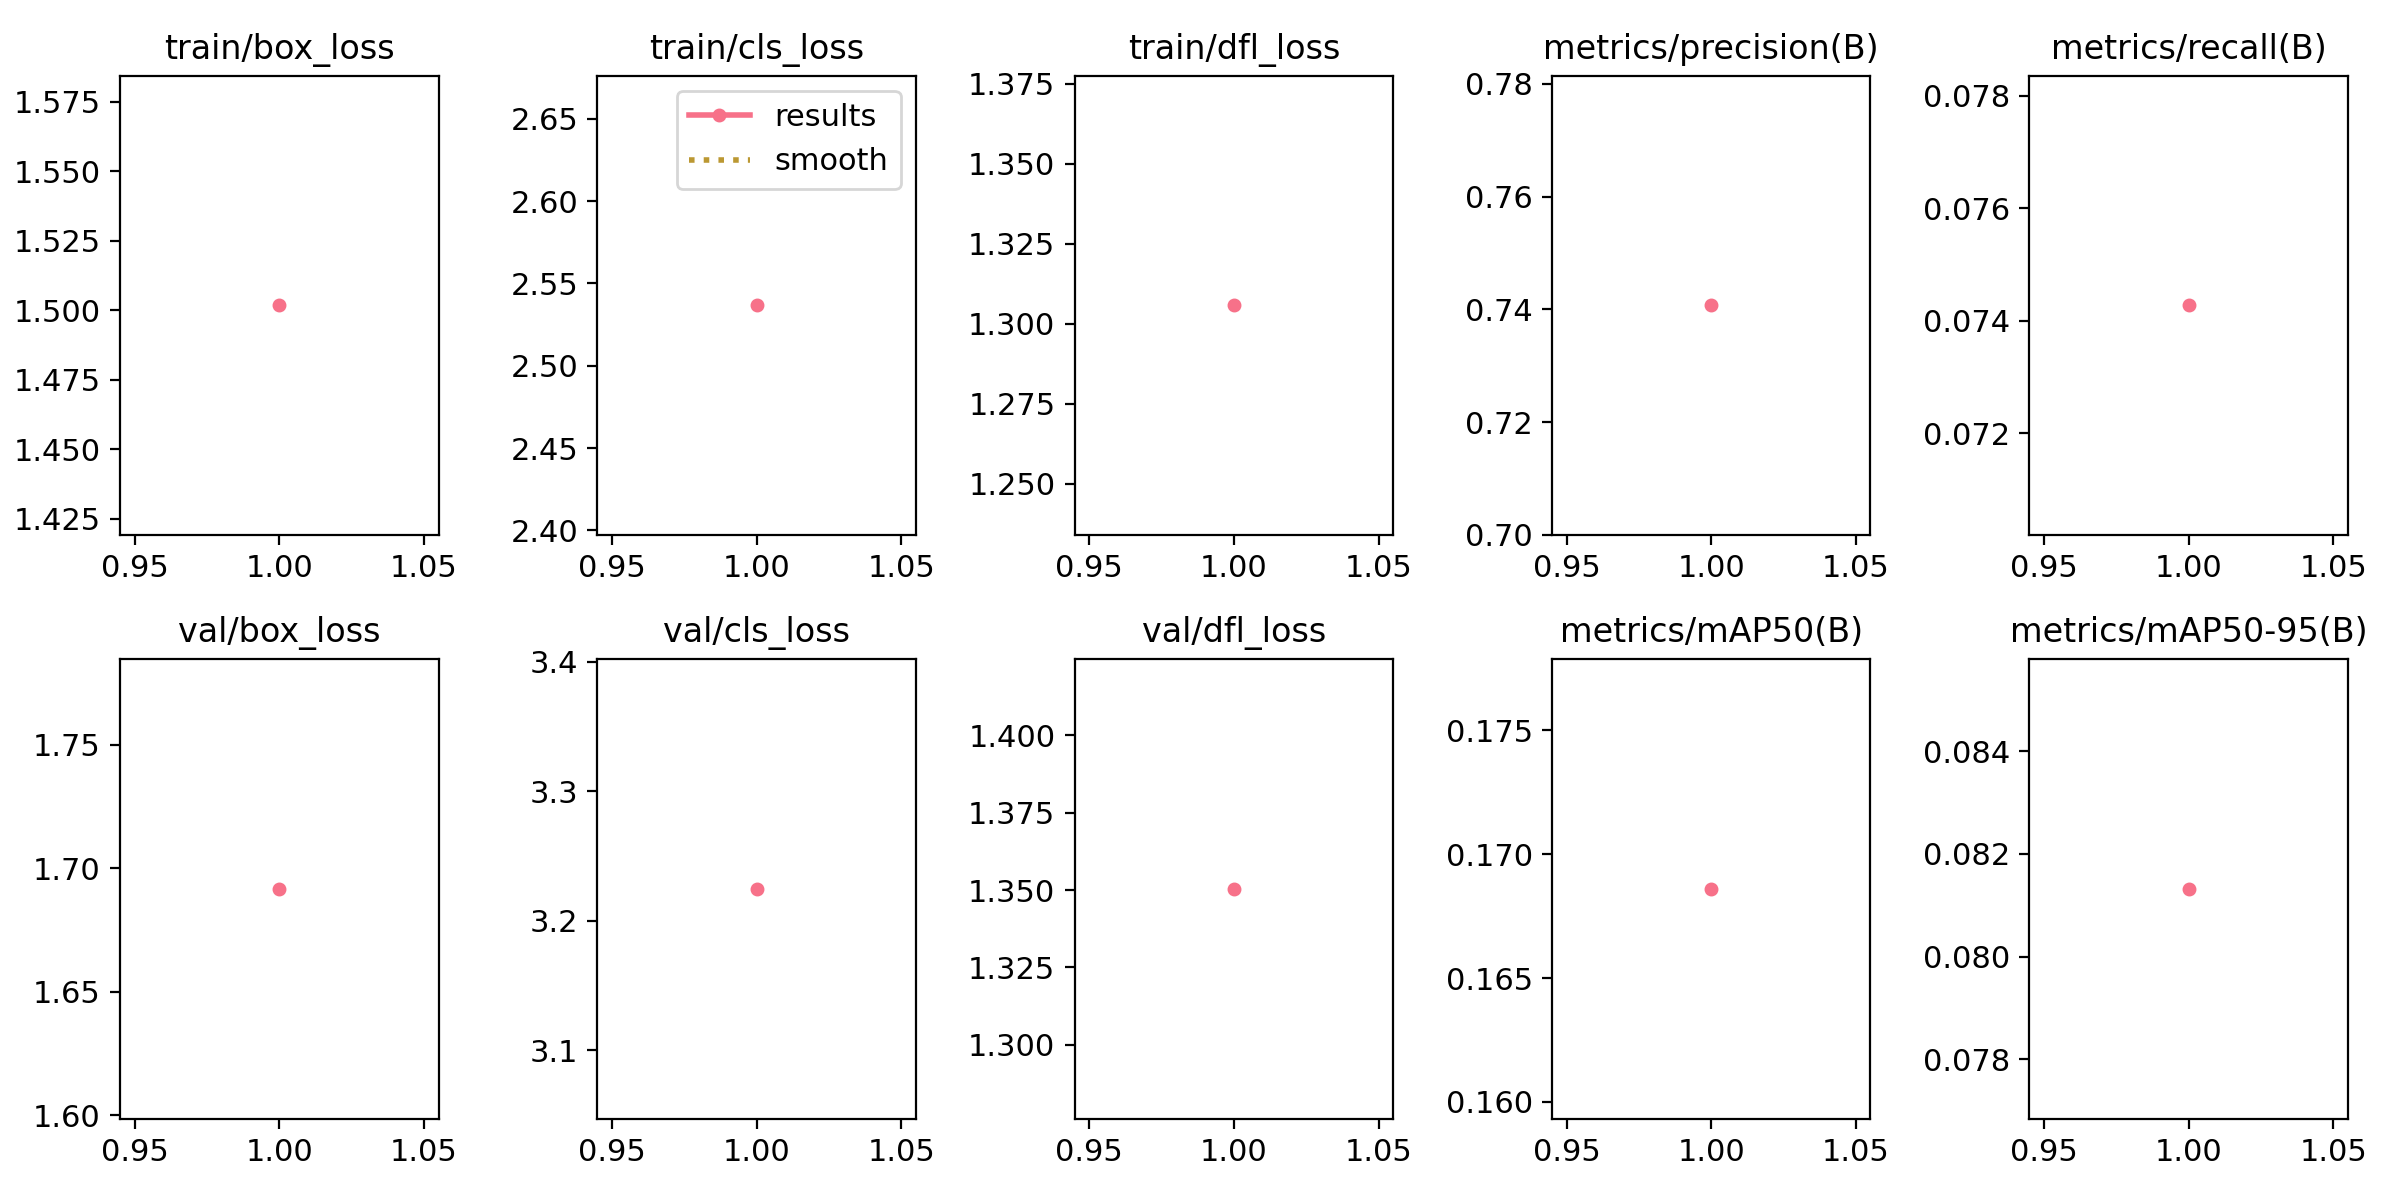 train/box_loss
1.575
1.550
1.525
1.500
1.475
1.450
1.425
0.95 1.00 1.05
train/cls_loss
results
smooth
2.65
2.60
2.55
2.50
2.45
2.40
0.95 1.00 1.05
train/dfl_loss
1.375
1.350
1.325
1.300
1.275
1.250
0.95 1.00 1.05
metrics/precision(B)
0.78
0.76
0.74
0.72
0.70
0.95 1.00 1.05
metrics/recall(B)
0.078
0.076
0.074
0.072
0.95 1.00 1.05
val/box_loss
1.75
1.70
1.65
1.60
0.95 1.00 1.05
val/cls_loss
3.4
3.3
3.2
3.1
0.95 1.00 1.05
val/dfl_loss
1.400
1.375
1.350
1.325
1.300
0.95 1.00 1.05
metrics/mAP50(B)
0.175
0.170
0.165
0.160
0.95 1.00 1.05
metrics/mAP50-95(B)
0.084
0.082
0.080
0.078
0.95 1.00 1.05